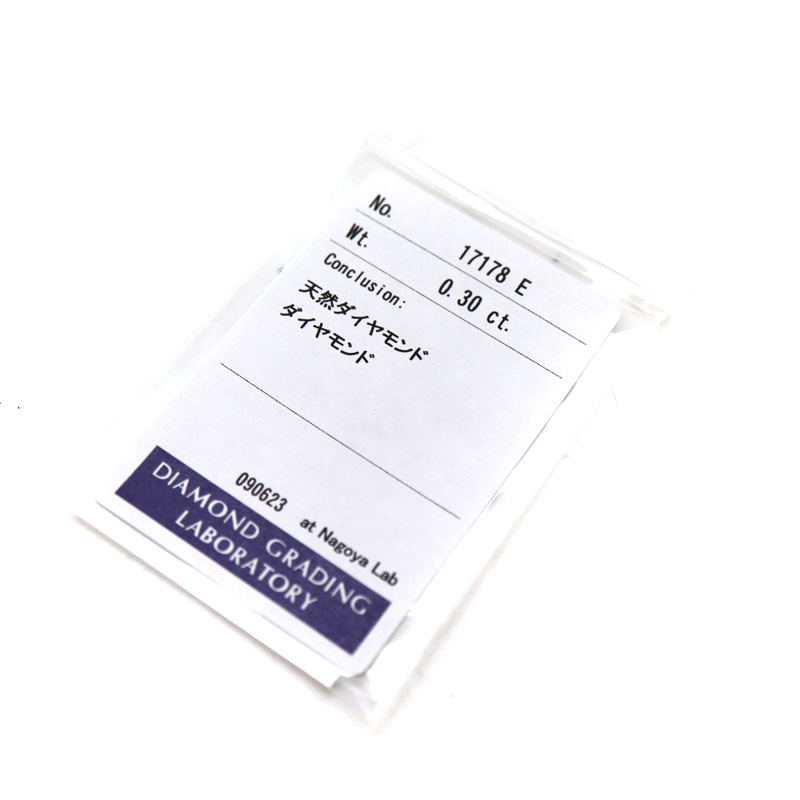 No. 17178 E
Wt. 0.30 ct.
Conclusion:
天然ダイヤモンド
ダイヤモンド
090623 at Nagoya Lab
DIAMOND GRADING
LABORATORY